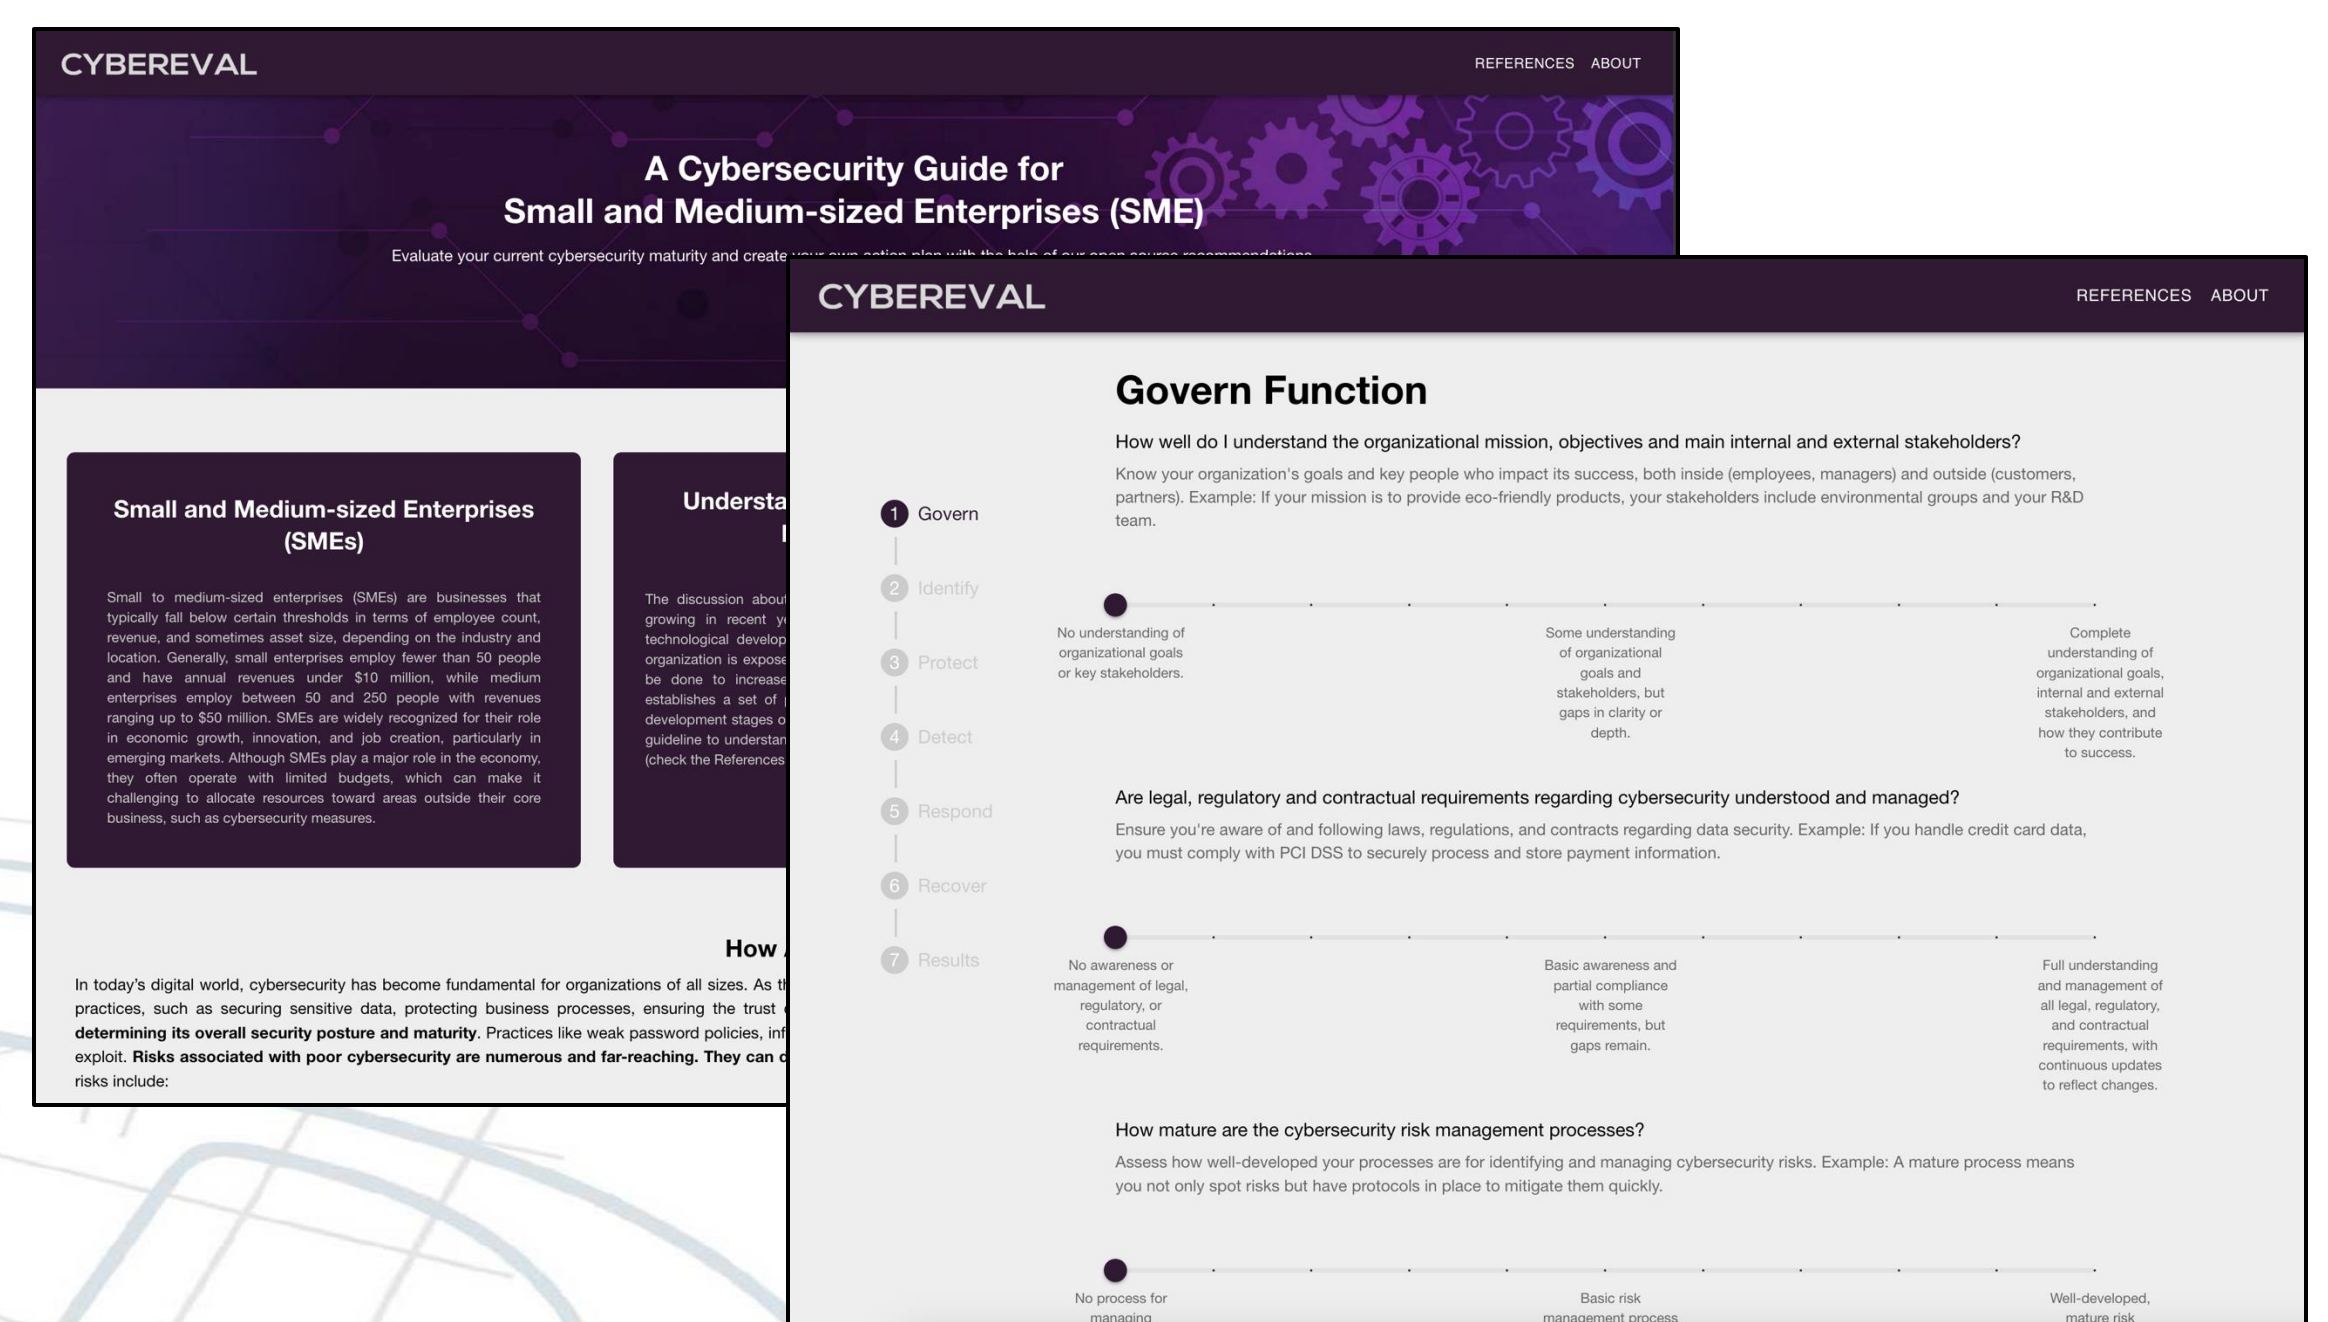 CYBEREVAL
REFERENCES ABOUT
A Cybersecurity Guide for
Small and Medium-sized Enterprises (SME)
Evaluate your current cybersecurity maturity and create your own action plan with the help of our open source recommendations
Small and Medium-sized Enterprises
(SMEs)
Small to medium-sized enterprises (SMEs) are businesses that
typically fall below certain thresholds in terms of employee count,
revenue, and sometimes asset size, depending on the industry and
location. Generally, small enterprises employ fewer than 50 people
and have annual revenues under $10 million, while medium
enterprises employ between 50 and 250 people with revenues
ranging up to $50 million. SMEs are widely recognized for their role
in economic growth, innovation, and job creation, particularly in
emerging markets. Although SMEs play a major role in the economy,
they often operate with limited budgets, which can make it
challenging to allocate resources toward areas outside their core
business, such as cybersecurity measures.
Understa
The discussion about
growing in recent
technological develop
organization is expose
be done to increase
establishes a set of
development stages
guideline to understan
(check the References
How
In today's digital world, cybersecurity has become fundamental for organizations of all sizes. As
practices, such as securing sensitive data, protecting business processes, ensuring the trust
determining its overall security posture and maturity. Practices like weak password policies, inf
exploit. Risks associated with poor cybersecurity are numerous and far-reaching. They can
risks include:
CYBEREVAL
REFERENCES ABOUT
1 Govern
2 Identify
3 Protect
4 Detect
5 Respond
6 Recover
7 Results
Govern Function
How well do I understand the organizational mission, objectives and main internal and external stakeholders?
Know your organization's goals and key people who impact its success, both inside (employees, managers) and outside (customers,
partners). Example: If your mission is to provide eco-friendly products, your stakeholders include environmental groups and your R&D
team.
No understanding of
organizational goals
or key stakeholders.
Some understanding
of organizational
goals and
stakeholders, but
gaps in clarity or
depth.
Complete
understanding of
organizational goals,
internal and external
stakeholders, and
how they contribute
to success.
Are legal, regulatory and contractual requirements regarding cybersecurity understood and managed?
Ensure you're aware of and following laws, regulations, and contracts regarding data security. Example: If you handle credit card data,
you must comply with PCI DSS to securely process and store payment information.
No awareness or
management of legal,
regulatory, or
contractual
requirements.
Basic awareness and
partial compliance
with some
requirements, but
gaps remain.
Full understanding
and management of
all legal, regulatory,
and contractual
requirements, with
continuous updates
to reflect changes.
How mature are the cybersecurity risk management processes?
Assess how well-developed your processes are for identifying and managing cybersecurity risks. Example: A mature process means
you not only spot risks but have protocols in place to mitigate them quickly.
No process for
managing
Basic risk
management process
Well-developed,
mature risk